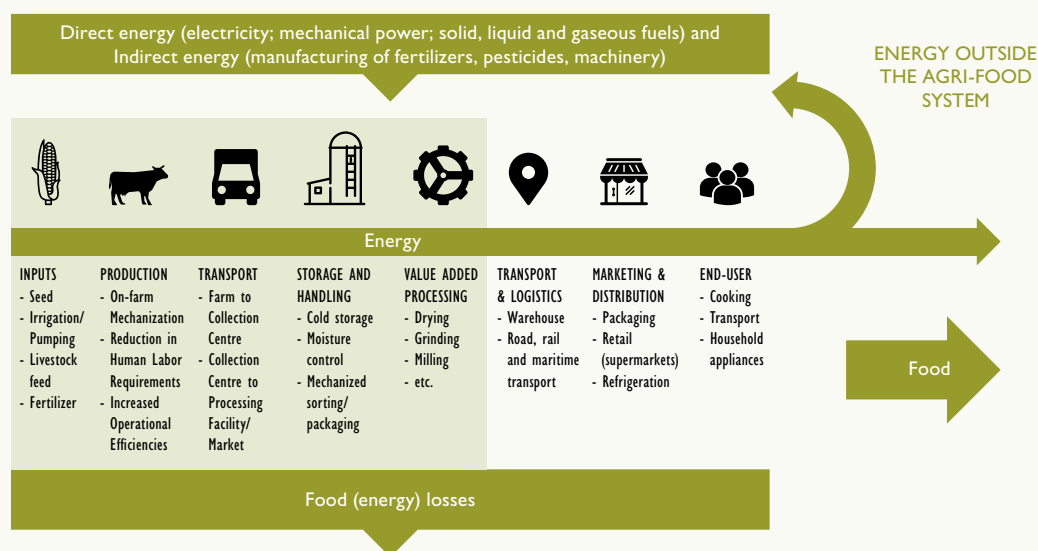 Direct energy (electricity; mechanical power; solid, liquid and gaseous fuels) and
Indirect energy (manufacturing of fertilizers, pesticides, machinery)
ENERGY OUTSIDE
THE AGRI-FOOD
SYSTEM
Energy
INPUTS
- Seed
- Irrigation/
Pumping
- Livestock
feed
- Fertilizer
PRODUCTION
- On-farm
Mechanization
- Reduction in
Human Labor
Requirements
- Increased
Operational
Efficiencies
TRANSPORT
- Farm to
Collection
Centre
- Collection
Centre to
Processing
Facility/
Market
STORAGE AND
HANDLING
- Cold storage
- Moisture
control
- Mechanized
sorting/
packaging
VALUE ADDED
PROCESSING
- Drying
- Grinding
- Milling
- etc.
TRANSPORT
& LOGISTICS
- Warehouse
- Road, rail
and maritime
transport
MARKETING &
DISTRIBUTION
- Packaging
- Retail
(supermarkets)
- Refrigeration
END-USER
- Cooking
- Transport
- Household
appliances
Food
Food (energy) losses